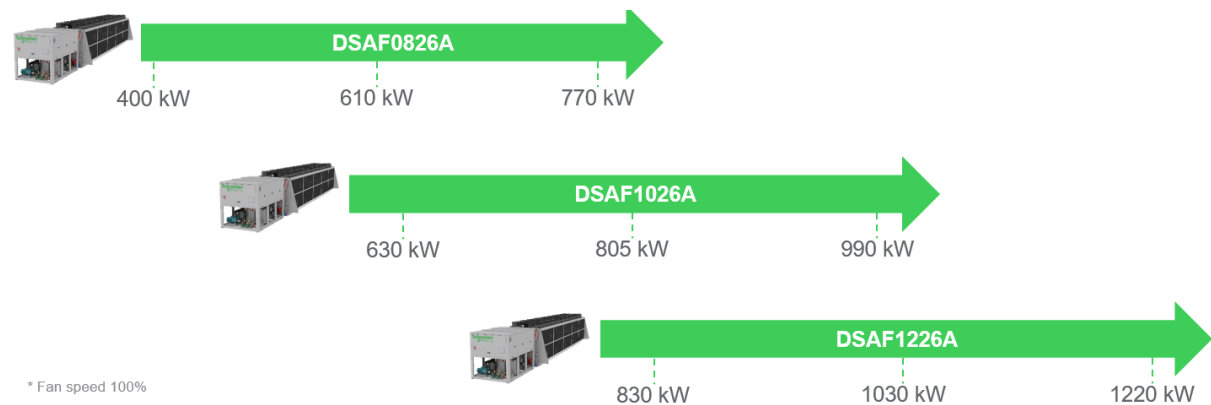 DSAF0826A
400 kW 610 kW 770 kW
DSAF1026A
630 kW 805 kW 990 kW
DSAF1226A
830 kW 1030 kW 1220 kW
* Fan speed 100%